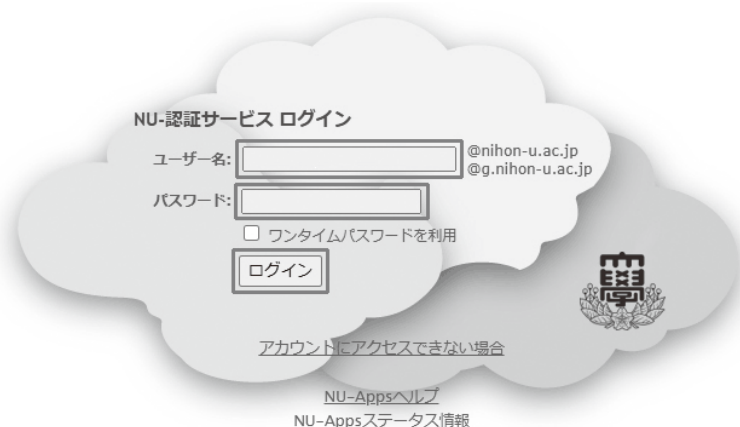 NU-認証サービス ログイン
ユーザー名:
@nihon-u.ac.jp
@g.nihon-u.ac.jp
パスワード:
ワンタイムパスワードを利用
ログイン
アカウントにアクセスできない場合
NU-Appsヘルプ
NU-Appsステータス情報